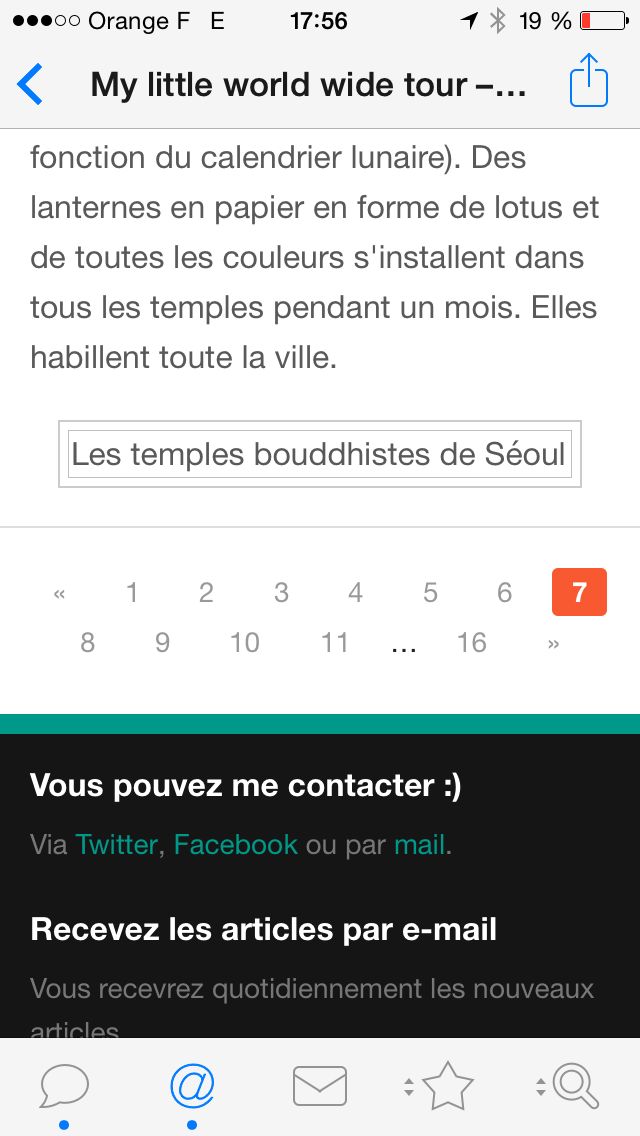 Orange F E 17:56 19 %
My little world wide tour –...
fonction du calendrier lunaire). Des
lanternes en papier en forme de lotus et
de toutes les couleurs s'installent dans
tous les temples pendant un mois. Elles
habillent toute la ville.
Les temples bouddhistes de Séoul
« 1 2 3 4 5 6 7
8 9 10 11 ... 16 »
Vous pouvez me contacter :)
Via Twitter, Facebook ou par mail.
Recevez les articles par e-mail
Vous recevrez quotidiennement les nouveaux
articles
@